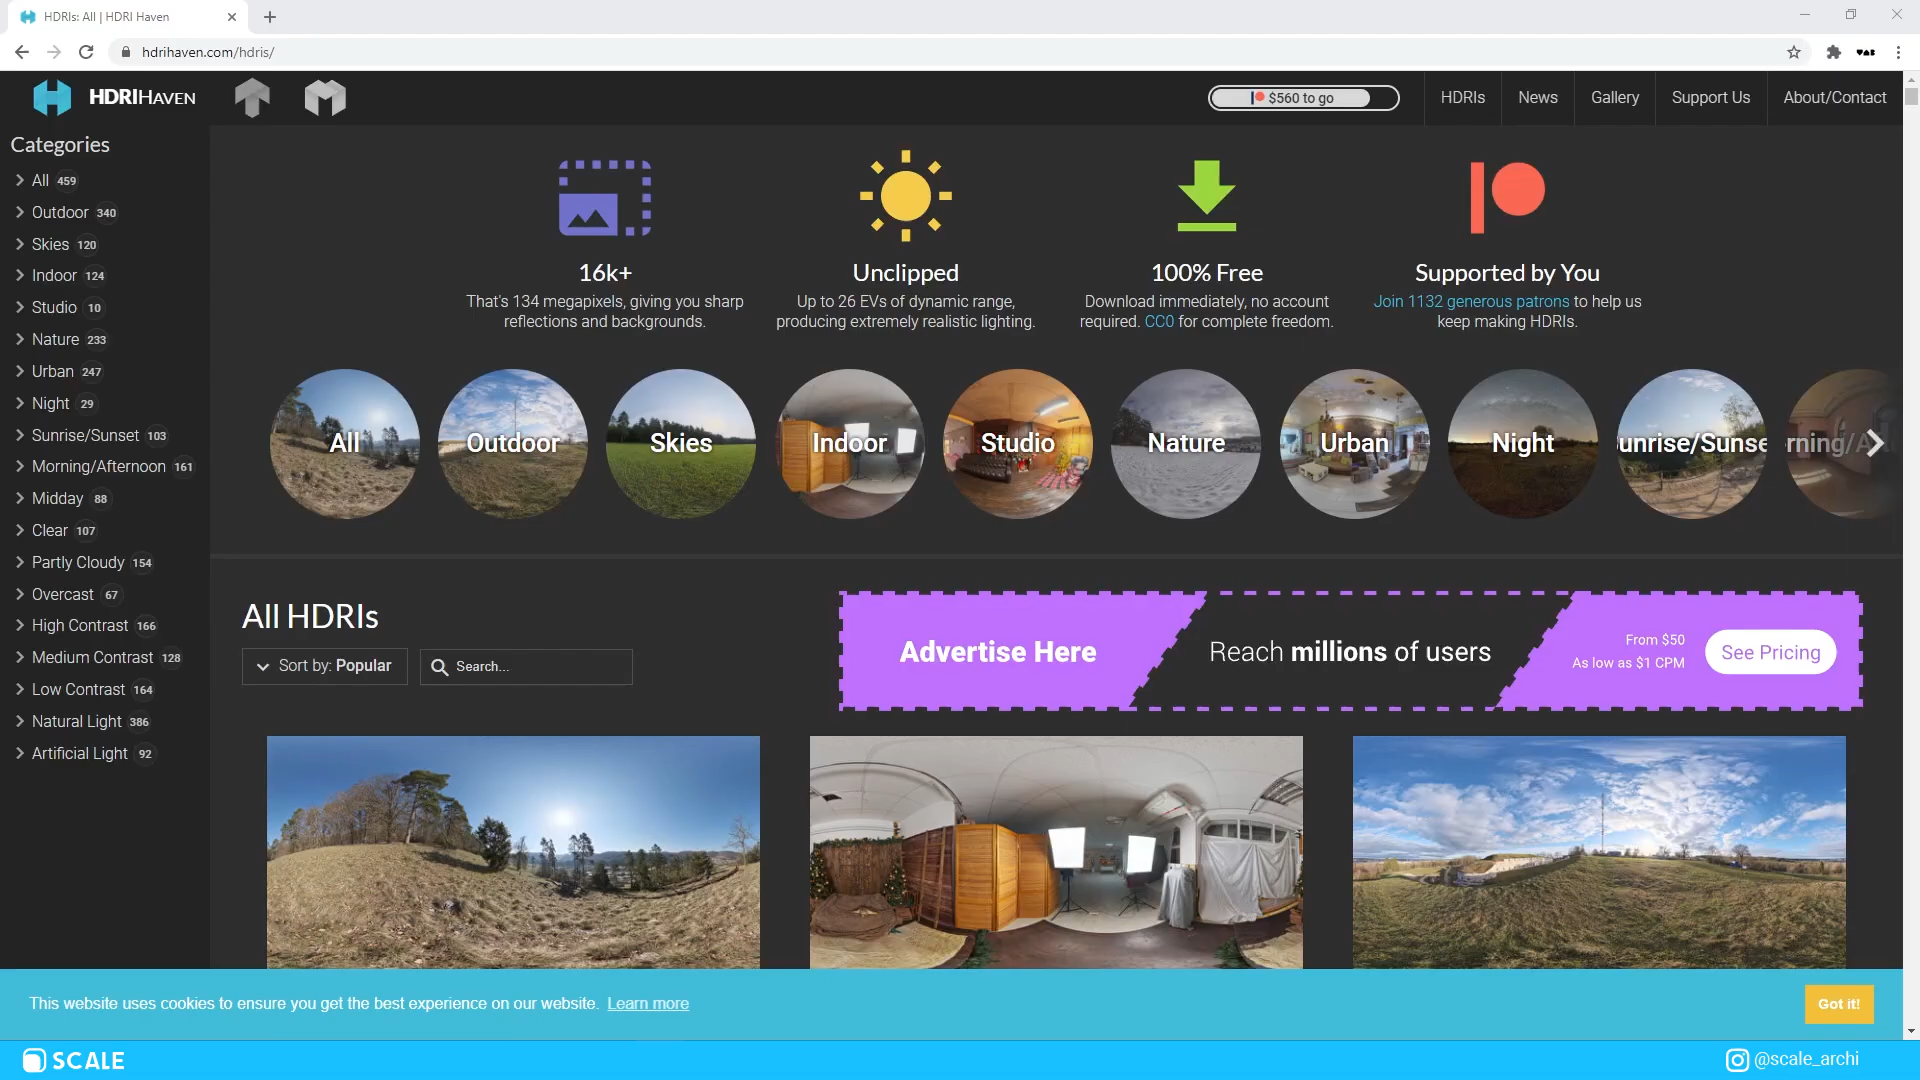 HDRIs: All | HDRI Haven
hdrihaven.com/hdris/
HDRIHAVEN
$560 to go
HDRIs
News
Gallery
Support Us
About/Contact
Categories
All 459
Outdoor 340
Skies 120
Indoor 124
Studio 10
Nature 233
Urban 247
Night 29
Sunrise/Sunset 103
Morning/Afternoon 161
Midday 88
Clear 107
Partly Cloudy 154
Overcast 67
High Contrast 166
Medium Contrast 128
Low Contrast 164
Natural Light 386
Artificial Light 92
16k+
That's 134 megapixels, giving you sharp
reflections and backgrounds.
Unclipped
Up to 26 EVs of dynamic range,
producing extremely realistic lighting.
100% Free
Download immediately, no account
required. CC0 for complete freedom.
Supported by You
Join 1132 generous patrons to help us
keep making HDRIs.
All
Outdoor
Skies
Indoor
Studio
Nature
Urban
Night
unrise/Sunse
rning/A
All HDRIs
Sort by: Popular
Search...
Advertise Here
Reach millions of users
From $50
As low as $1 CPM
See Pricing
This website uses cookies to ensure you get the best experience on our website. Learn more
Got it!
SCALE
@scale_archi